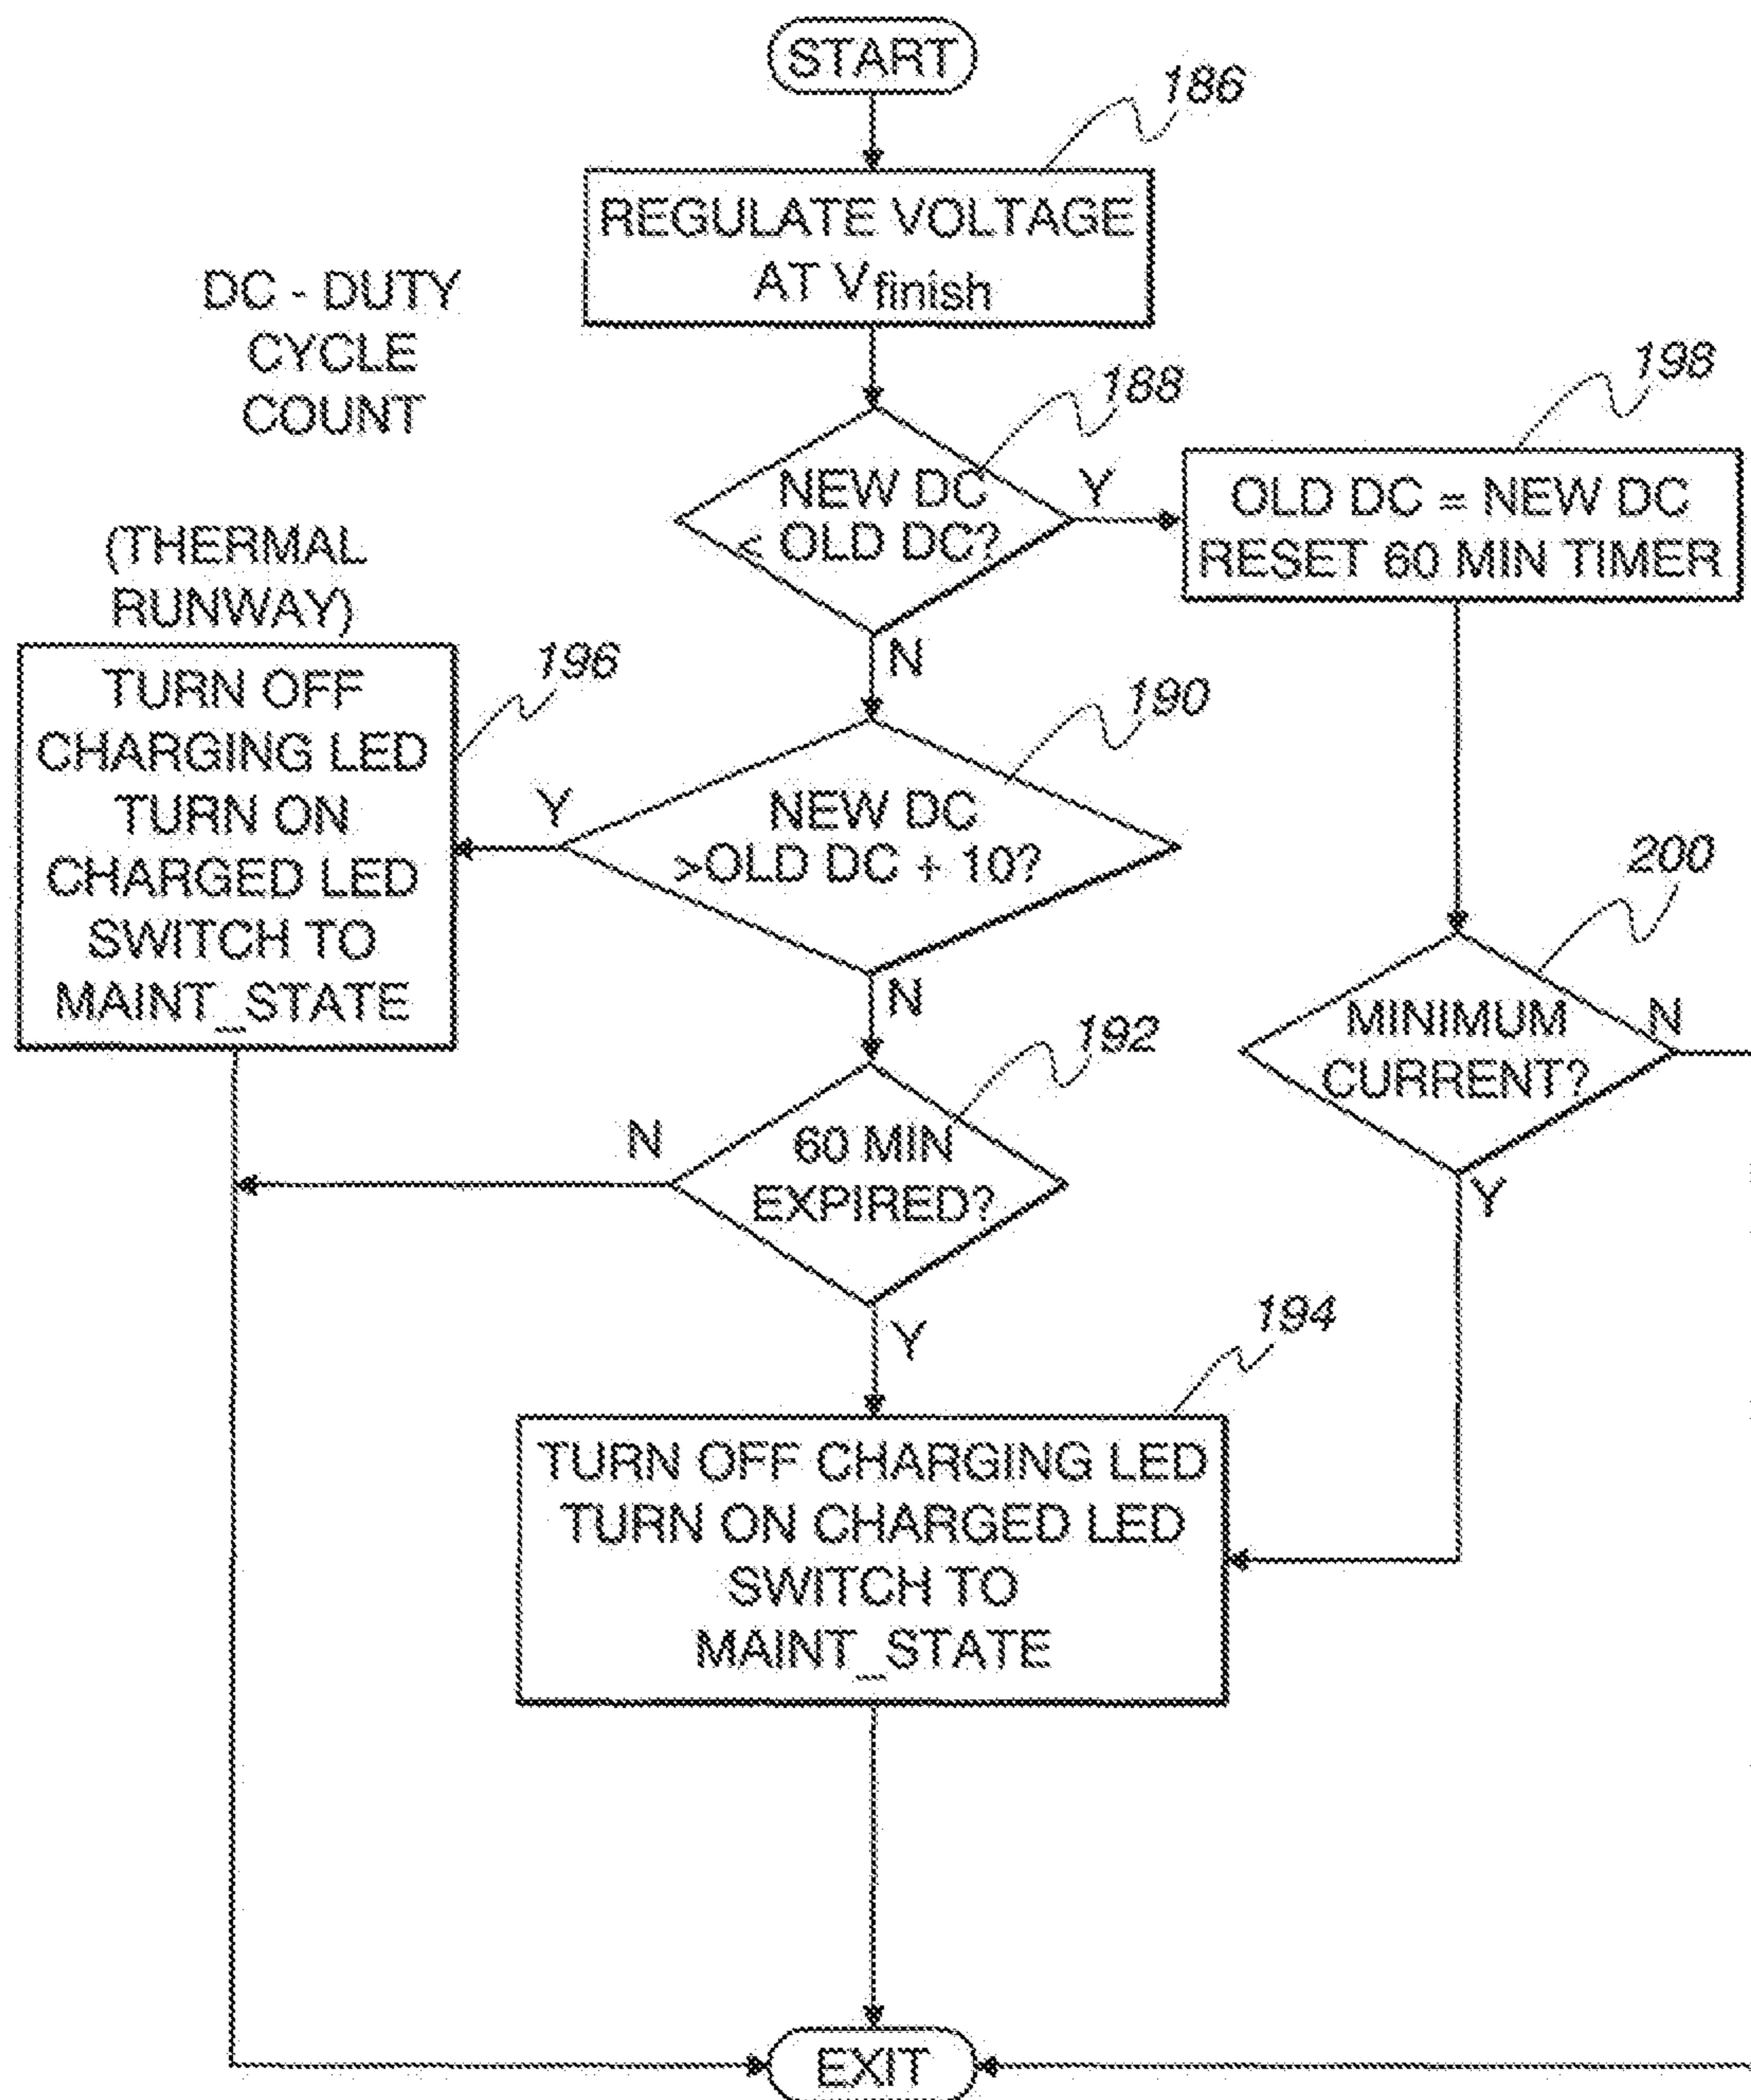 START
186
REGULATE VOLTAGE
AT Vfinish
DC - DUTY
CYCLE
COUNT
188
NEW DC
< OLD DC?
Y
N
198
OLD DC = NEW DC
RESET 60 MIN TIMER
(THERMAL
RUNWAY)
196
TURN OFF
CHARGING LED
TURN ON
CHARGED LED
SWITCH TO
MAINT_STATE
190
NEW DC
>OLD DC + 10?
Y
N
200
MINIMUM
CURRENT?
N
Y
192
60 MIN
EXPIRED?
N
Y
194
TURN OFF CHARGING LED
TURN ON CHARGED LED
SWITCH TO
MAINT_STATE
EXIT